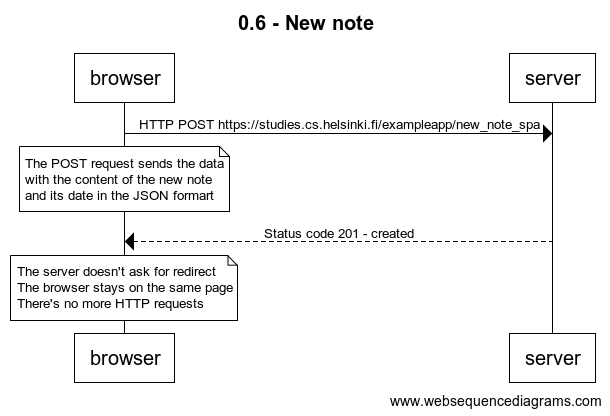 0.6 - New note
browser
server
HTTP POST https://studies.cs.helsinki.fi/exampleapp/new_note_spa
The POST request sends the data
with the content of the new note
and its date in the JSON formart
Status code 201 - created
The server doesn't ask for redirect
The browser stays on the same page
There's no more HTTP requests
browser
server
www.websequencediagrams.com